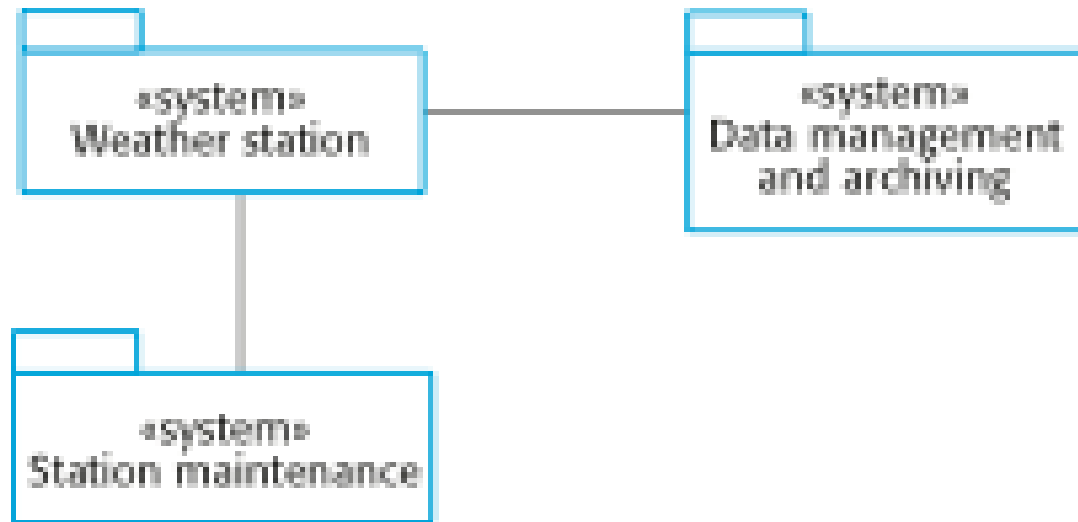 «system»
Weather station
«system»
Data management
and archiving
«system»
Station maintenance